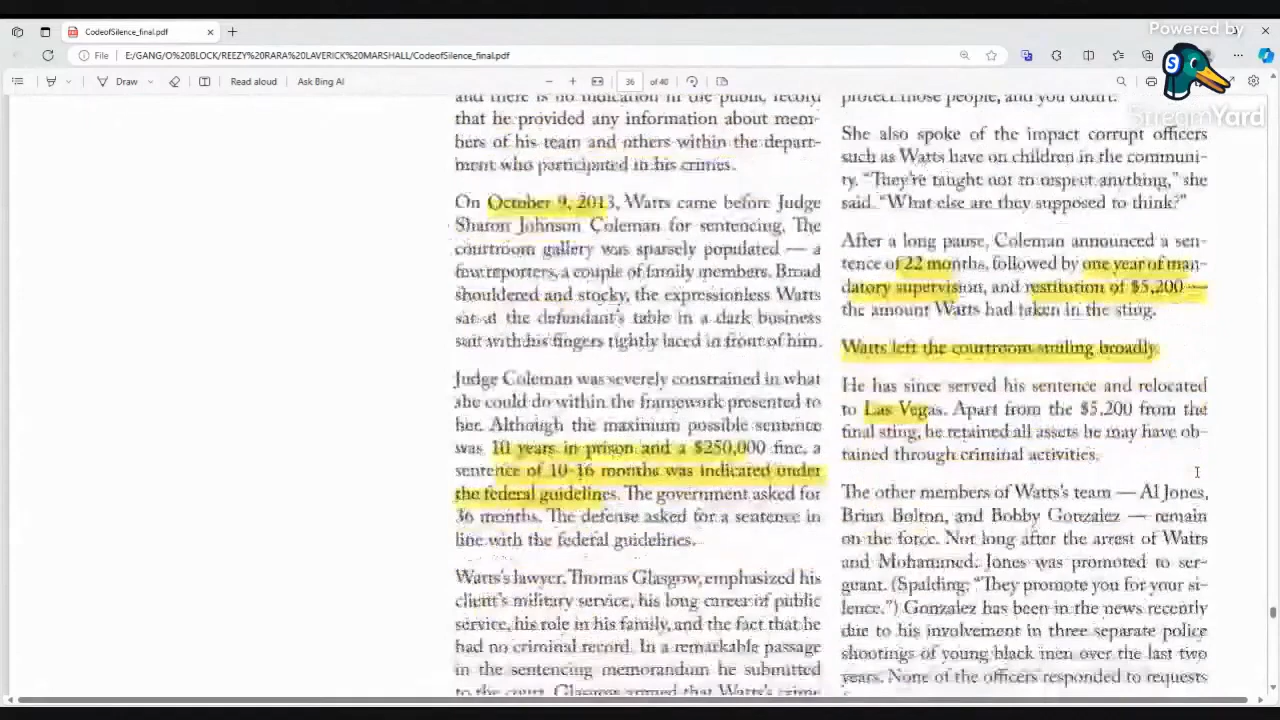 Powered by
StreamYard
CodeofSilence_final.pdf
File
E:/GANG/O%20BLOCK/REEZY%20RARA%20LAVERICK%20MARSHALL/CodeofSilence_final.pdf
Draw
Read aloud
Ask Bing AI
36 of 40
and there is no indication in the public record
that he provided any information about mem-
bers of his team and others within the depart-
ment who participated in his crimes.
On October 9, 2013, Watts came before Judge
Sharon Johnson Coleman for sentencing. The
courtroom gallery was sparsely populated — a
few reporters, a couple of family members. Broad
shouldered and stocky, the expressionless Watts
sat at the defendant's table in a dark business
suit with his fingers tightly laced in front of him.
Judge Coleman was severely constrained in what
she could do within the framework presented to
her. Although the maximum possible sentence
was 10 years in prison and a $250,000 fine, a
sentence of 10-16 months was indicated under
the federal guidelines. The government asked for
36 months. The defense asked for a sentence in
line with the federal guidelines.
Watts's lawyer, Thomas Glasgow, emphasized his
client's military service, his long career of public
service, his role in his family, and the fact that he
had no criminal record. In a remarkable passage
in the sentencing memorandum he submitted
to the court, Glasgow argued that Watts's crime
protect those people, and you didn't."
She also spoke of the impact corrupt officers
such as Watts have on children in the communi-
ty. "They're taught not to respect anything," she
said. "What else are they supposed to think?"
After a long pause, Coleman announced a sen-
tence of 22 months, followed by one year of man-
datory supervision, and restitution of $5,200 —
the amount Watts had taken in the sting.
Watts left the courtroom smiling broadly.
He has since served his sentence and relocated
to Las Vegas. Apart from the $5,200 from the
final sting, he retained all assets he may have ob-
tained through criminal activities.
The other members of Watts's team — Al Jones,
Brian Bolton, and Bobby Gonzalez — remain
on the force. Not long after the arrest of Watts
and Mohammed, Jones was promoted to ser-
geant. (Spalding: "They promote you for your si-
lence.") Gonzalez has been in the news recently
due to his involvement in three separate police
shootings of young black men over the last two
years. None of the officers responded to requests